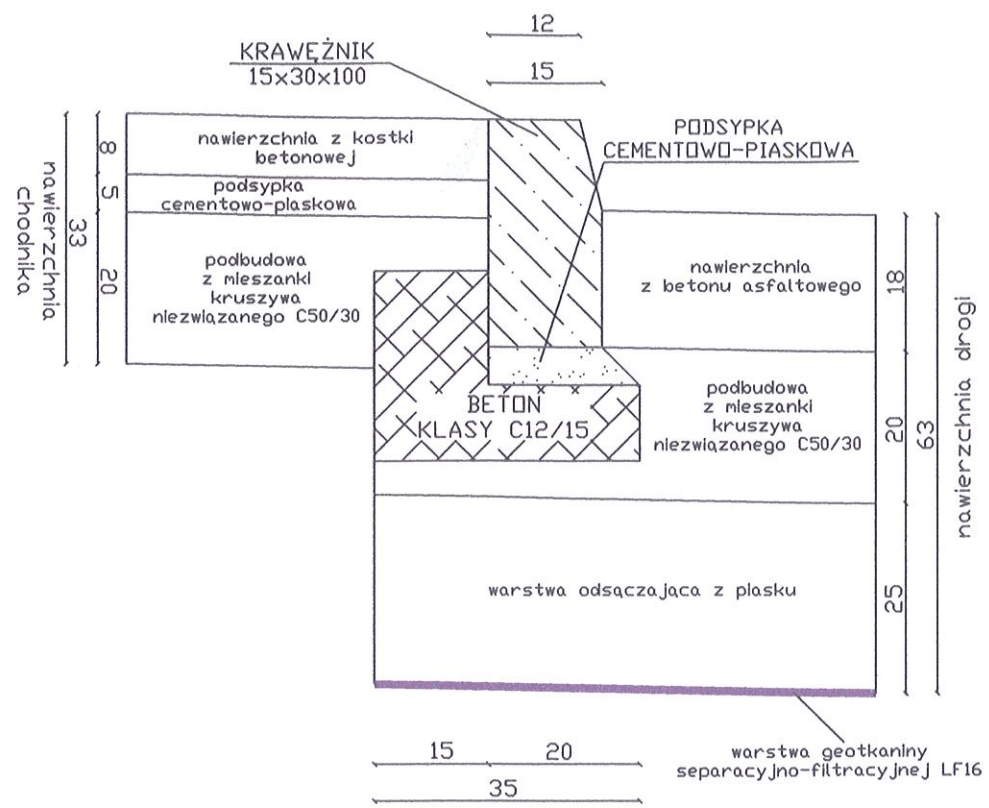 12
15
KRAWĘŻNIK
15x30x100
PODSYPKA
CEMENTOWO-PIASKOWA
nawierzchnia z kostki
betonowej
podsypka
cementowo-piaskowa
podbudowa
z mieszanki
kruszywa
niezwiązanego C50/30
8
5
20
33
nawierzchnia
chodnika
nawierzchnia
z betonu asfaltowego
podbudowa
z mieszanki
kruszywa
niezwiązanego C50/30
BETON
KLASY C12/15
18
20
25
63
nawierzchnia drogi
warstwa odsączająca z piasku
15
20
35
warstwa geotkaniny
separacyjno-filtracyjnej LF16